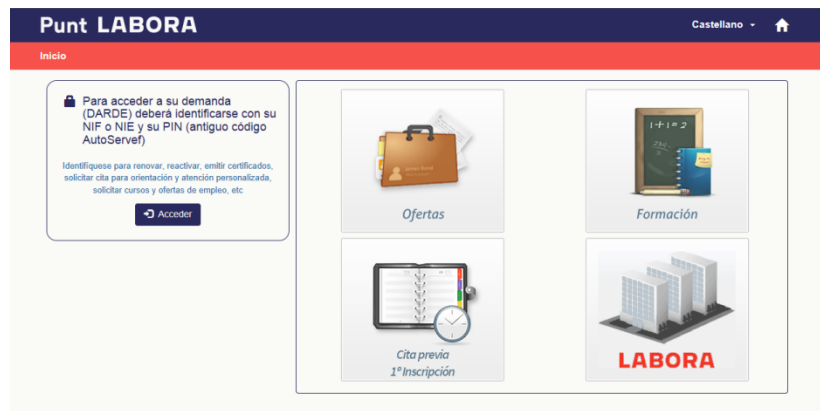 Punt LABORA
Castellano
Inicio
Para acceder a su demanda
(DARDE) deberá identificarse con su
NIF o NIE y su PIN (antiguo código
AutoServef)
Identifíquese para renovar, reactivar, emitir certificados,
solicitar cita para orientación y atención personalizada,
solicitar cursos y ofertas de empleo, etc
Acceder
Ofertas
1+1=2
Formación
Cita previa
1ª Inscripción
LABORA